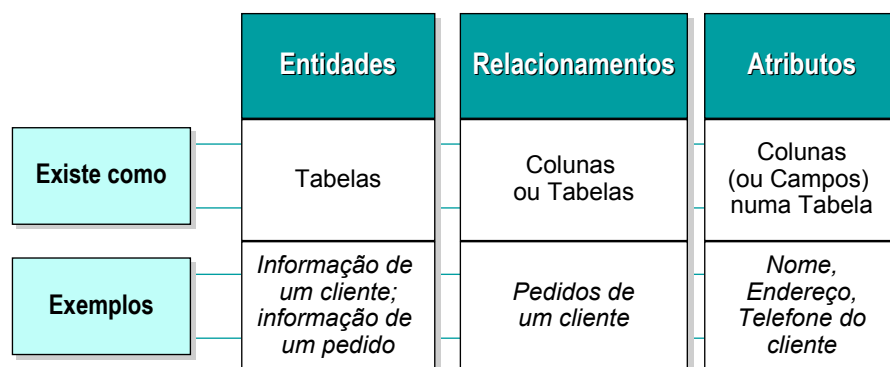 Entidades
Relacionamentos
Atributos
Existe como
Tabelas
Colunas
ou Tabelas
Colunas
(ou Campos)
numa Tabela
Exemplos
Informação de
um cliente;
informação de
um pedido
Pedidos de
um cliente
Nome,
Endereço,
Telefone do
cliente